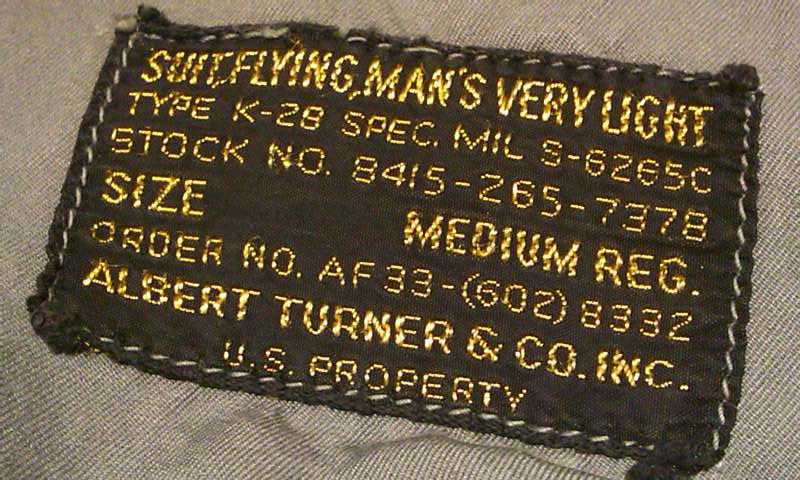 SUIT,FLYING,MAN'S VERY LIGHT
TYPE K-28 SPEC. MIL S-6265C
STOCK NO. 8415-265-7378
SIZE MEDIUM REG.
ORDER NO. AF33-(602) 8332
ALBERT TURNER & CO. INC.
U.S. PROPERTY